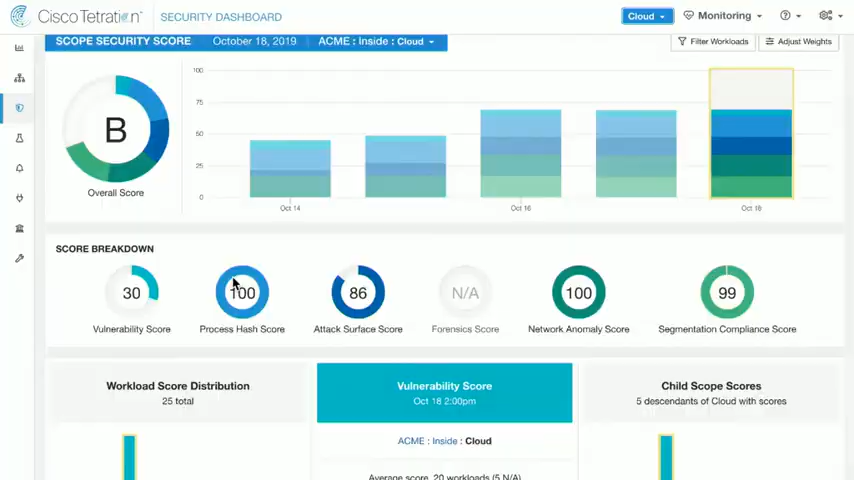 Cisco Tetration™ SECURITY DASHBOARD Cloud Monitoring
SCOPE SECURITY SCORE October 18, 2019 ACME : Inside : Cloud Filter Workloads Adjust Weights
100
75
50
25
0
B
Overall Score
Oct 14 Oct 16 Oct 18
SCORE BREAKDOWN
30 100 86 N/A 100 99
Vulnerability Score Process Hash Score Attack Surface Score Forensics Score Network Anomaly Score Segmentation Compliance Score
Workload Score Distribution Vulnerability Score Child Scope Scores
25 total Oct 18 2:00pm 5 descendants of Cloud with scores
ACME : Inside : Cloud
Average score, 20 workloads (5 N/A)